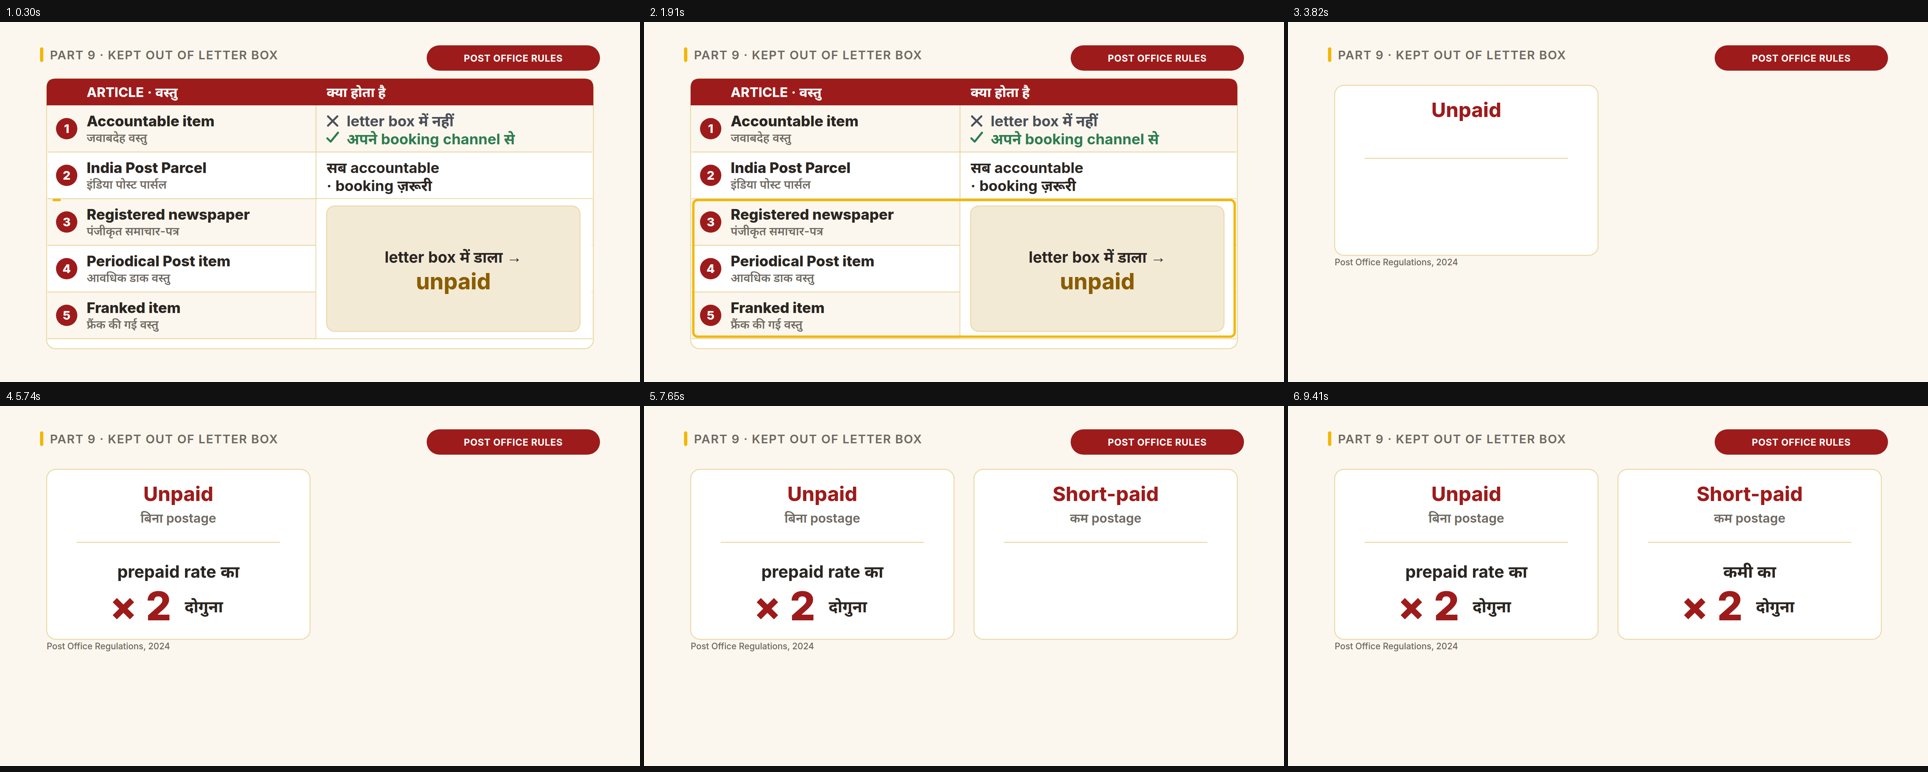 1. 0.30s
PART 9 · KEPT OUT OF LETTER BOX
POST OFFICE RULES
ARTICLE · वस्तु
क्या होता है
1
Accountable item
जवाबदेह वस्तु
✕ letter box में नहीं
✓ अपने booking channel से
2
India Post Parcel
इंडिया पोस्ट पार्सल
सब accountable
· booking ज़रूरी
3
Registered newspaper
पंजीकृत समाचार-पत्र
4
Periodical Post item
आवधिक डाक वस्तु
5
Franked item
फ्रैंक की गई वस्तु
letter box में डाला →
unpaid
2. 1.91s
PART 9 · KEPT OUT OF LETTER BOX
POST OFFICE RULES
ARTICLE · वस्तु
क्या होता है
1
Accountable item
जवाबदेह वस्तु
✕ letter box में नहीं
✓ अपने booking channel से
2
India Post Parcel
इंडिया पोस्ट पार्सल
सब accountable
· booking ज़रूरी
3
Registered newspaper
पंजीकृत समाचार-पत्र
4
Periodical Post item
आवधिक डाक वस्तु
5
Franked item
फ्रैंक की गई वस्तु
letter box में डाला →
unpaid
3. 3.82s
PART 9 · KEPT OUT OF LETTER BOX
POST OFFICE RULES
Unpaid
Post Office Regulations, 2024
4. 5.74s
PART 9 · KEPT OUT OF LETTER BOX
POST OFFICE RULES
Unpaid
बिना postage
prepaid rate का
× 2 दोगुना
Post Office Regulations, 2024
5. 7.65s
PART 9 · KEPT OUT OF LETTER BOX
POST OFFICE RULES
Unpaid
बिना postage
prepaid rate का
× 2 दोगुना
Short-paid
कम postage
Post Office Regulations, 2024
6. 9.41s
PART 9 · KEPT OUT OF LETTER BOX
POST OFFICE RULES
Unpaid
बिना postage
prepaid rate का
× 2 दोगुना
Short-paid
कम postage
कमी का
× 2 दोगुना
Post Office Regulations, 2024